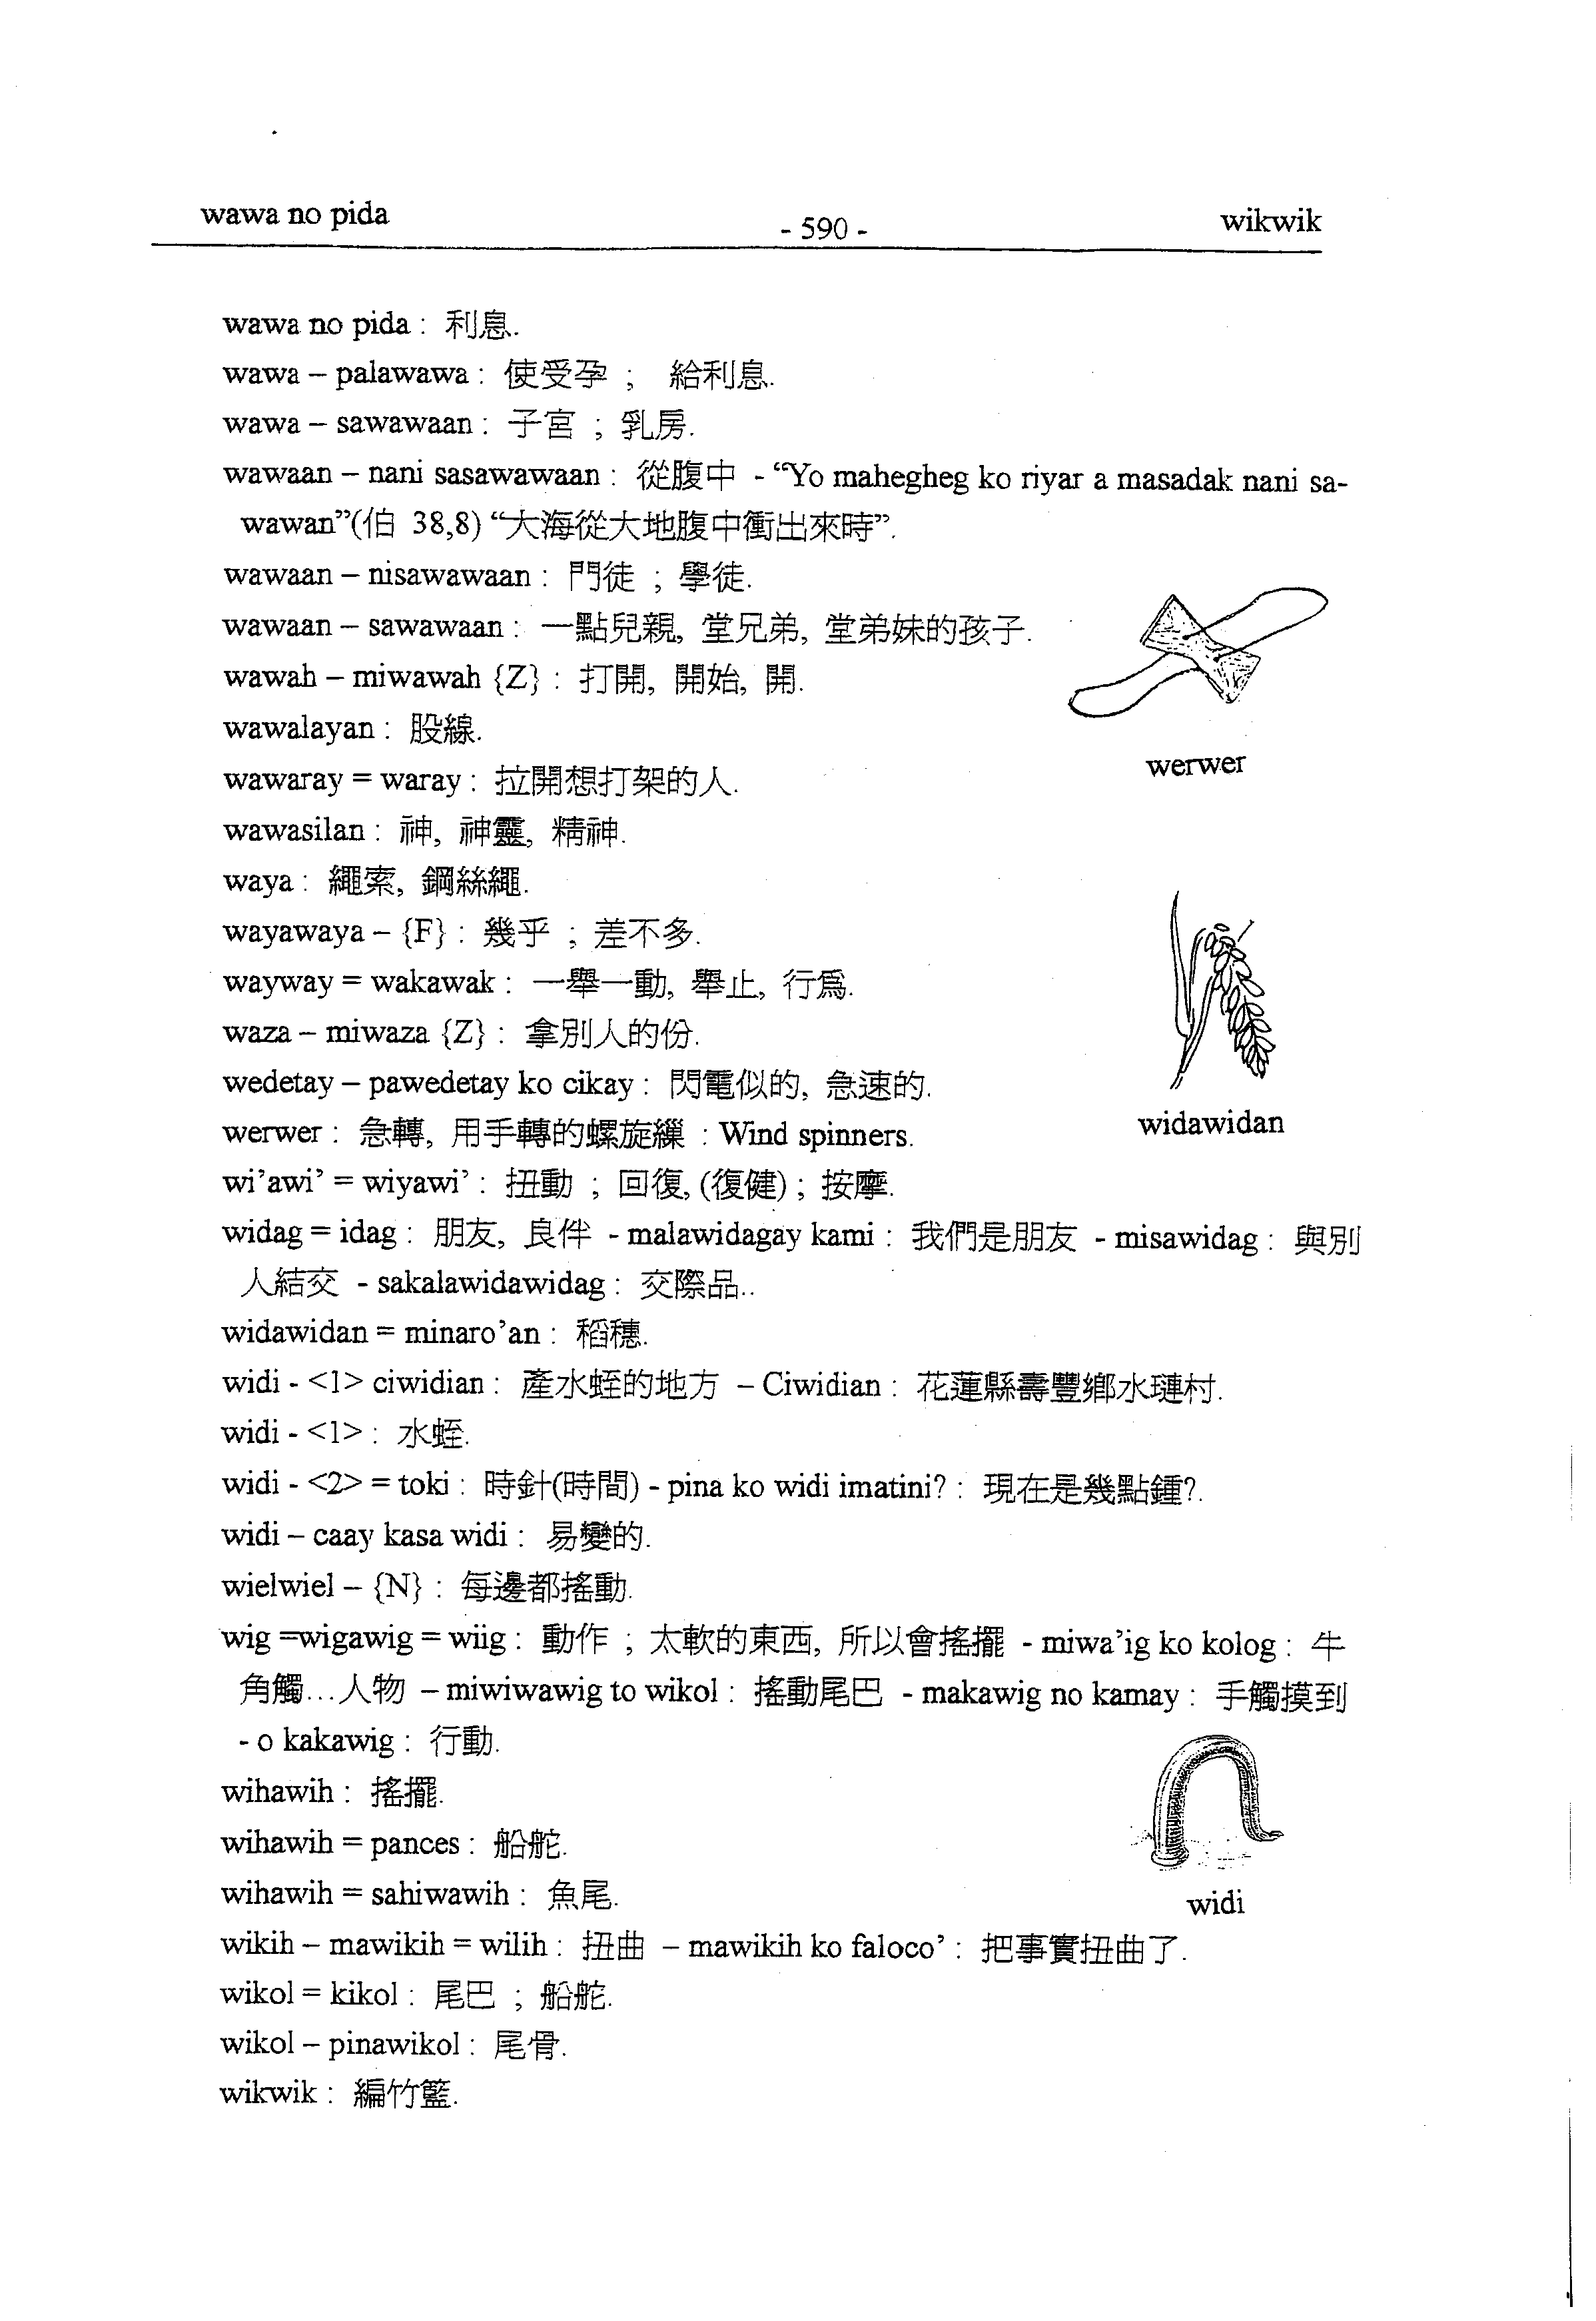 wawa no pida
- 590 -
wikwik
wawa no pida : 利息.
wawa – palawawa : 使受孕 ; 給利息.
wawa – sawawaan : 子宮 ; 乳房.
wawaan – nani sasawawaan : 從腹中 - “Yo mahegheg ko riyar a masadak nani sa-
wawan”(伯 38,8) “大海從大地腹中衝出來時”.
wawaan – nisawawaan : 門徒 ; 學徒.
wawaan – sawawaan : 一點兒親, 堂兄弟, 堂弟妹的孩子.
wawah – miwawah {Z} : 打開, 開始, 開.
wawalayan : 股線.
wawaray = waray : 拉開想打架的人.
werwer
wawasilan : 神, 神靈, 精神.
waya : 繩索, 鋼絲繩.
wayawaya – {F} : 幾乎 ; 差不多.
wayway = wakawak : 一舉一動, 舉止, 行爲.
waza – miwaza {Z} : 拿別人的份.
wedetay – pawedetay ko cikay : 閃電似的, 急速的.
werwer : 急轉, 用手轉的螺旋繅 : Wind spinners.
widawidan
wi’awi’ = wiyawi’ : 扭動 ; 回復, (復健) ; 按摩.
widag = idag : 朋友, 良伴 - malawidagay kami : 我們是朋友 - misawidag : 與別
人結交 - sakalawidawidag : 交際品..
widawidan = minaro’an : 稻穗.
widi - <1> ciwidian : 產水蛭的地方 – Ciwidian : 花蓮縣壽豐鄉水璉村.
widi - <1> : 水蛭.
widi - <2> = toki : 時針(時間) - pina ko widi imatini? : 現在是幾點鍾?.
widi – caay kasa widi : 易變的.
wielwiel – {N} : 每邊都搖動.
wig =wigawig = wiig : 動作 ; 太軟的東西, 所以會搖擺 - miwa’ig ko kolog : 牛
角觸…人物 – miwiwawig to wikol : 搖動尾巴 - makawig no kamay : 手觸摸到
- o kakawig : 行動.
wihawih : 搖擺.
wihawih = pances : 船舵.
wihawih = sahiwawih : 魚尾.
widi
wikih – mawikih = wilih : 扭曲 – mawikih ko faloco’ : 把事實扭曲了.
wikol = kikol : 尾巴 ; 船舵.
wikol – pinawikol : 尾骨.
wikwik : 編竹籃.